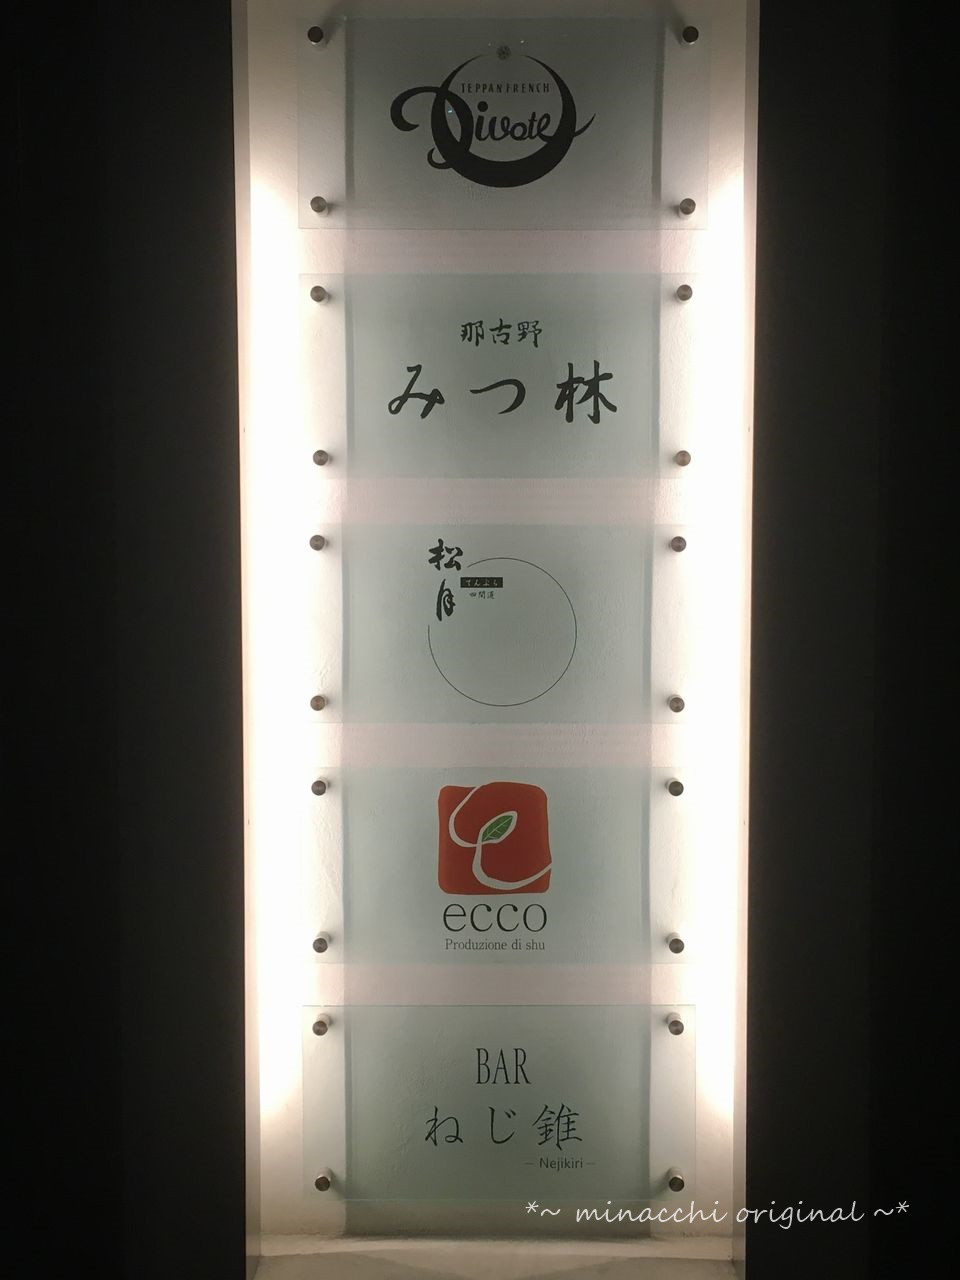 TEPPAN FRENCH
Divote
那古野
みつ林
松月
てんぷら
四間道
ecco
Produzione di shu
BAR
ねじ錐
– Nejikiri –
*~ minacchi original ~*